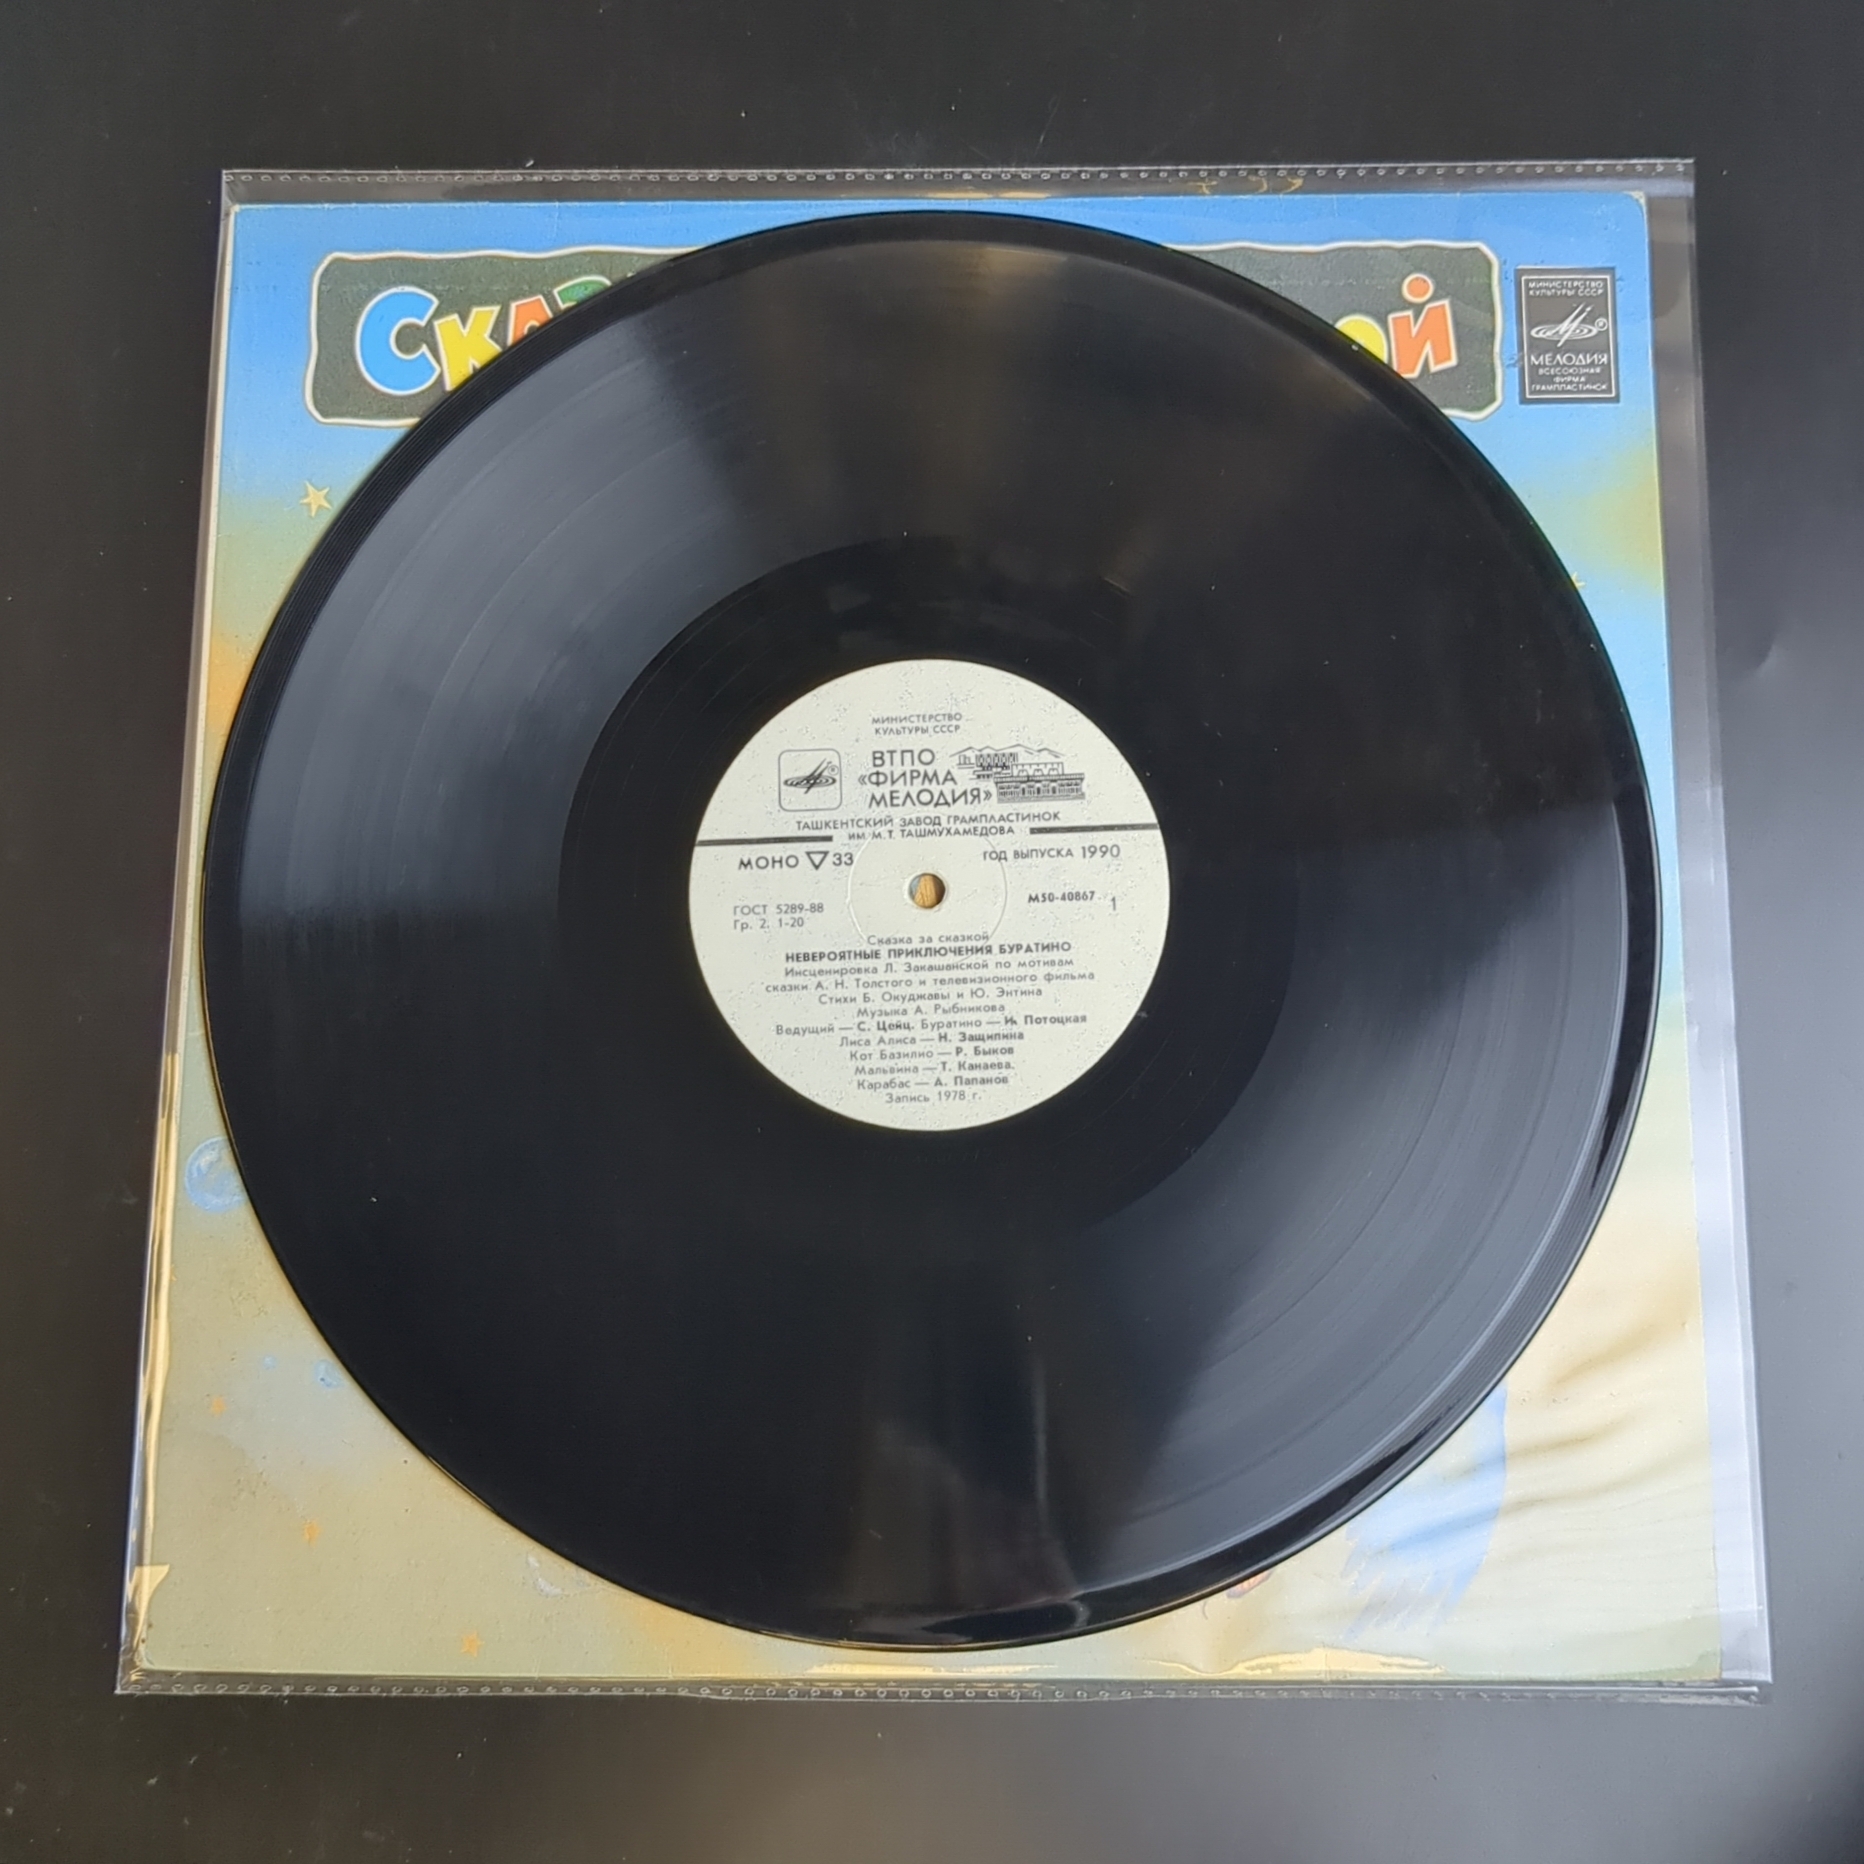 Ска
ой
МИНИСТЕРСТВО
КУЛЬТУРЫ СССР
МЕЛОДИЯ
ВСЕСОЮЗНАЯ
ФИРМА
ГРАМПЛАСТИНОК
МИНИСТЕРСТВО
КУЛЬТУРЫ СССР
ВТПО
«ФИРМА
МЕЛОДИЯ»
ТАШКЕНТСКИЙ ЗАВОД ГРАМПЛАСТИНОК
ИМ. М.Т. ТАШМУХАМЕДОВА
МОНО 33
ГОД ВЫПУСКА 1990
ГОСТ 5289-88
Гр. 2. 1-20
М50-40867 1
Сказка за сказкой
НЕВЕРОЯТНЫЕ ПРИКЛЮЧЕНИЯ БУРАТИНО
Инсценировка Л. Закашанской по мотивам
сказки А. Н. Толстого и телевизионного фильма
Стихи Б. Окуджавы и Ю. Энтина
Музыка А. Рыбникова
Ведущий — С. Цейц. Буратино — И. Потоцкая
Лиса Алиса — Н. Защипина
Кот Базилио — Р. Быков
Мальвина — Т. Канаева.
Карабас — А. Папанов
Запись 1978 г.